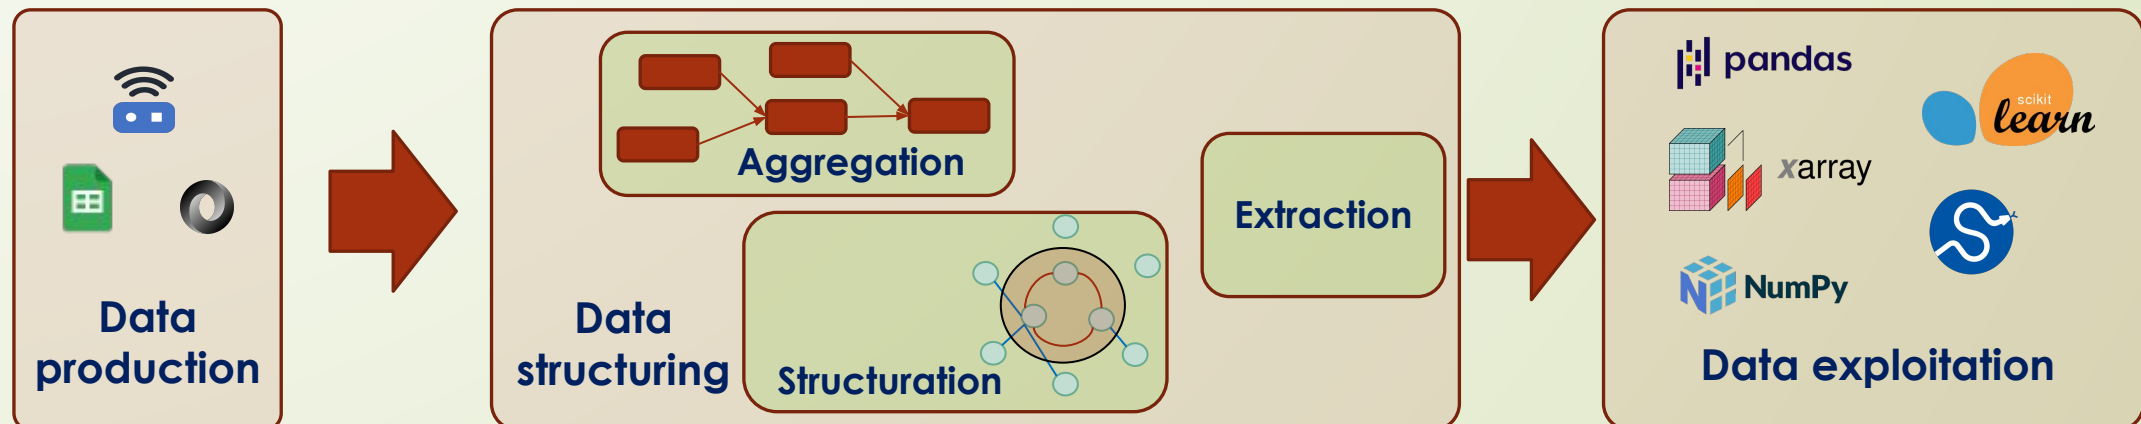 Data
production
Aggregation
Data
structuring
Structuration
Extraction
pandas
scikit
learn
xarray
NumPy
Data exploitation